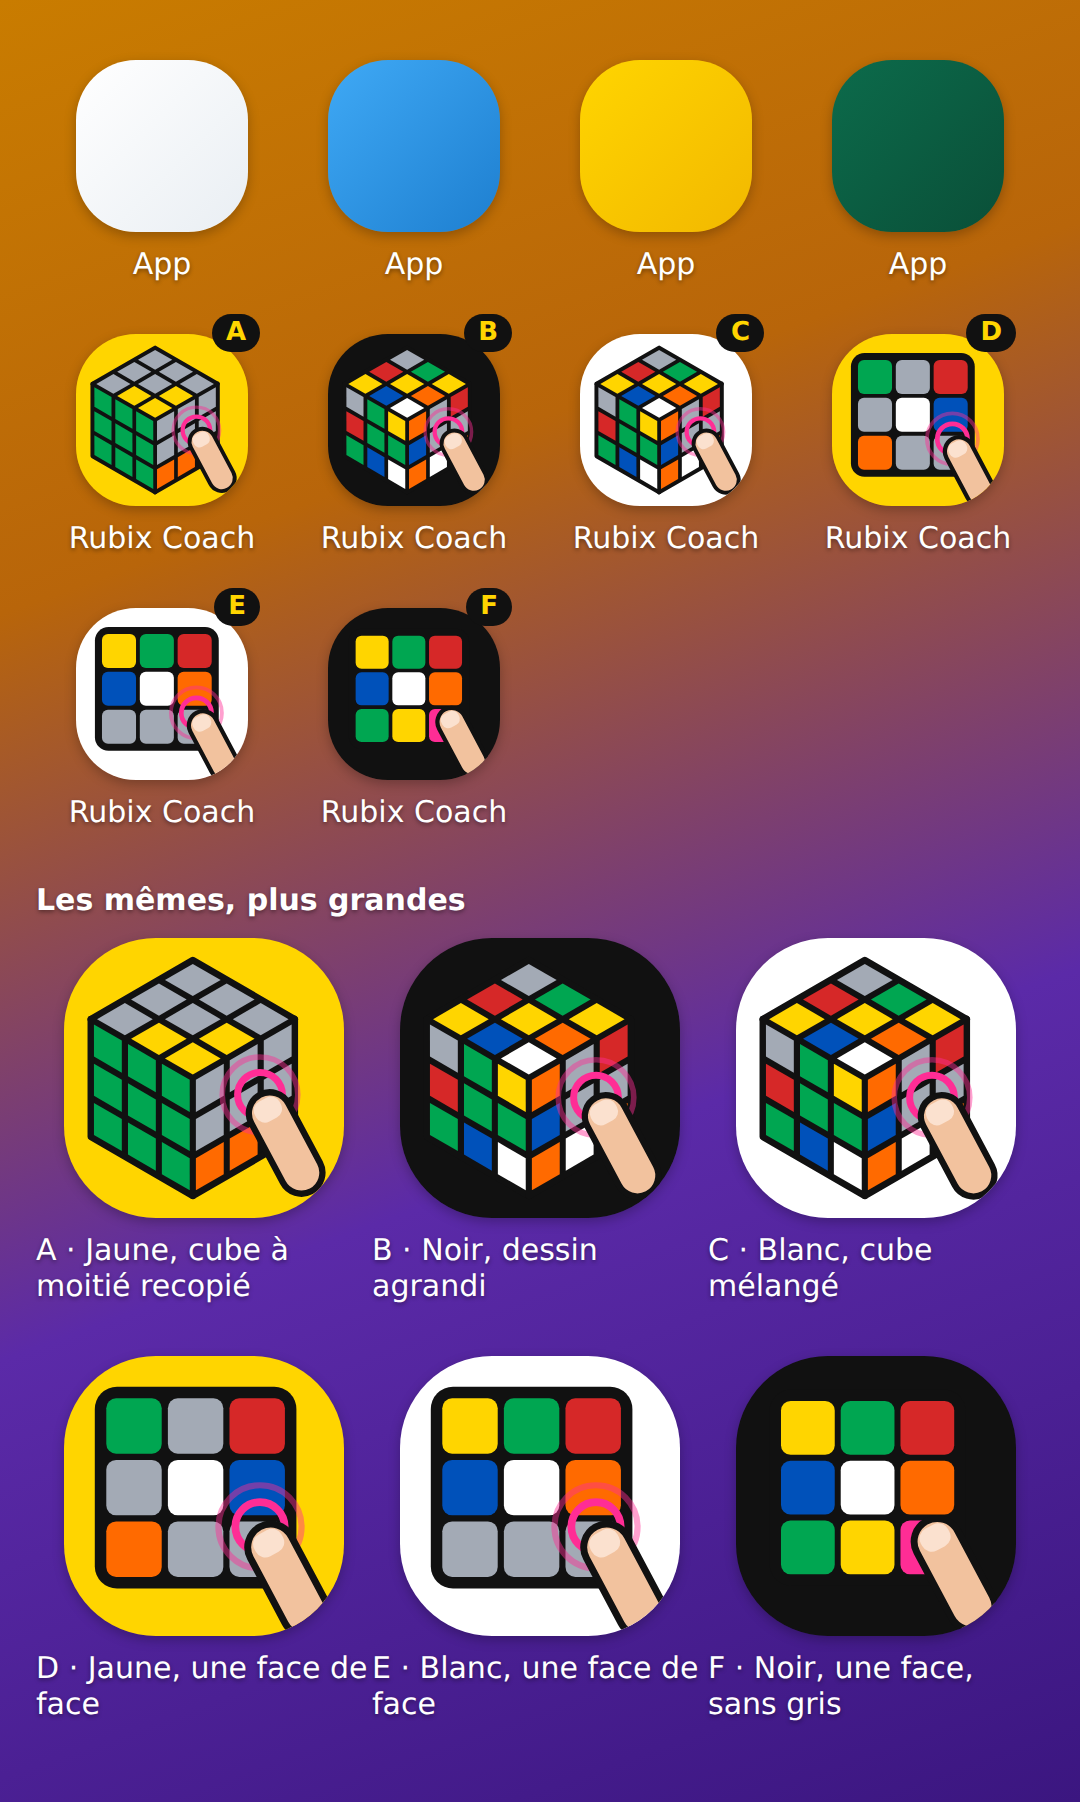 App App App App
A B C D
Rubix Coach Rubix Coach Rubix Coach Rubix Coach
E F
Rubix Coach Rubix Coach
Les mêmes, plus grandes
A · Jaune, cube à
moitié recopié
B · Noir, dessin
agrandi
C · Blanc, cube
mélangé
D · Jaune, une face de
face
E · Blanc, une face de
face
F · Noir, une face,
sans gris